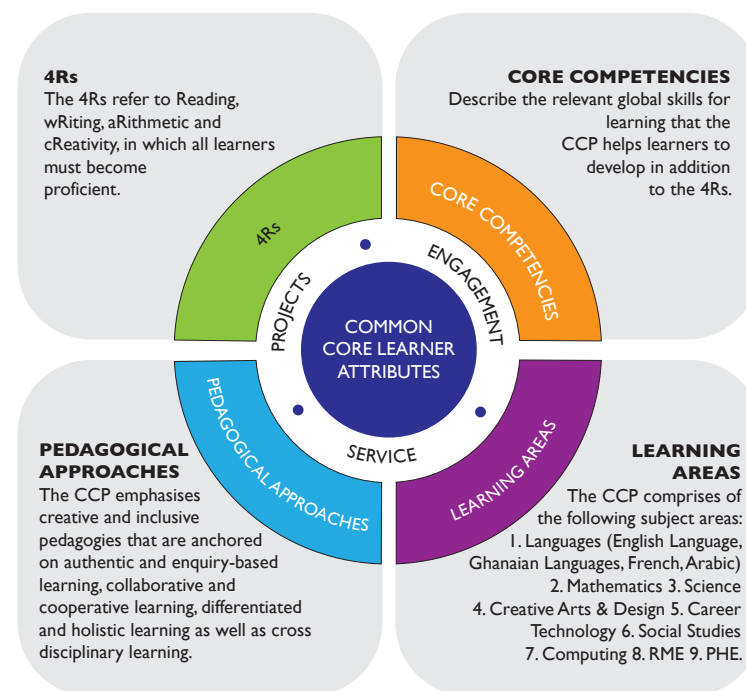 4Rs
The 4Rs refer to Reading,
wRiting, aRithmetic and
cReativity, in which all learners
must become
proficient.
CORE COMPETENCIES
Describe the relevant global skills for
learning that the
CCP helps learners to
develop in addition
to the 4Rs.
4Rs
CORE COMPETENCIES
PROJECTS
ENGAGEMENT
COMMON
CORE LEARNER
ATTRIBUTES
SERVICE
PEDAGOGICAL APPROACHES
LEARNING AREAS
PEDAGOGICAL
APPROACHES
The CCP emphasises
creative and inclusive
pedagogies that are anchored
on authentic and enquiry-based
learning, collaborative and
cooperative learning, differentiated
and holistic learning as well as cross
disciplinary learning.
LEARNING
AREAS
The CCP comprises of
the following subject areas:
1. Languages (English Language,
Ghanaian Languages, French, Arabic)
2. Mathematics 3. Science
4. Creative Arts & Design 5. Career
Technology 6. Social Studies
7. Computing 8. RME 9. PHE.